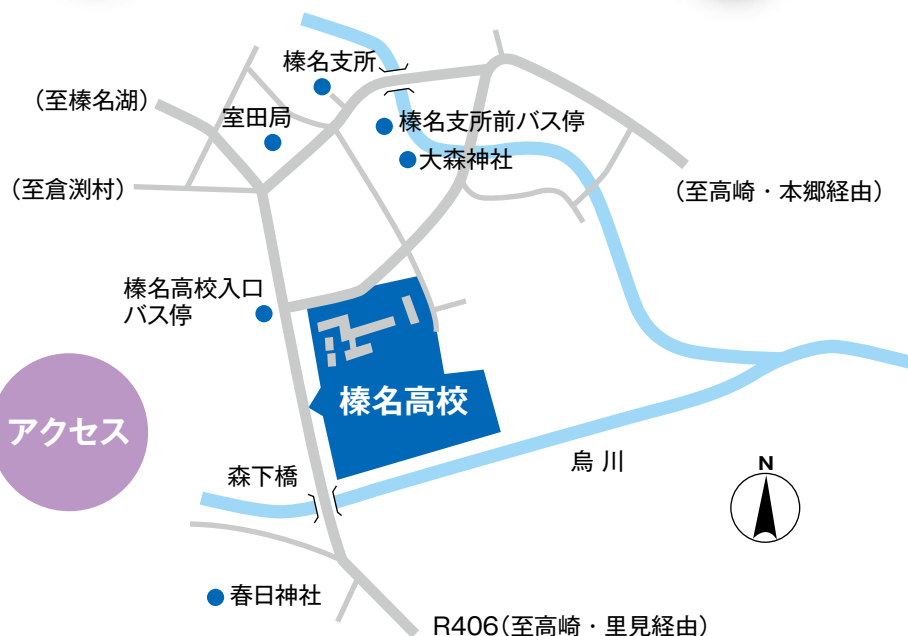 榛名支所
（至榛名湖）
室田局
榛名支所前バス停
大森神社
（至倉渕村）
（至高崎・本郷経由）
榛名高校入口
バス停
榛名高校
アクセス
烏川
森下橋
N
春日神社
R406（至高崎・里見経由）